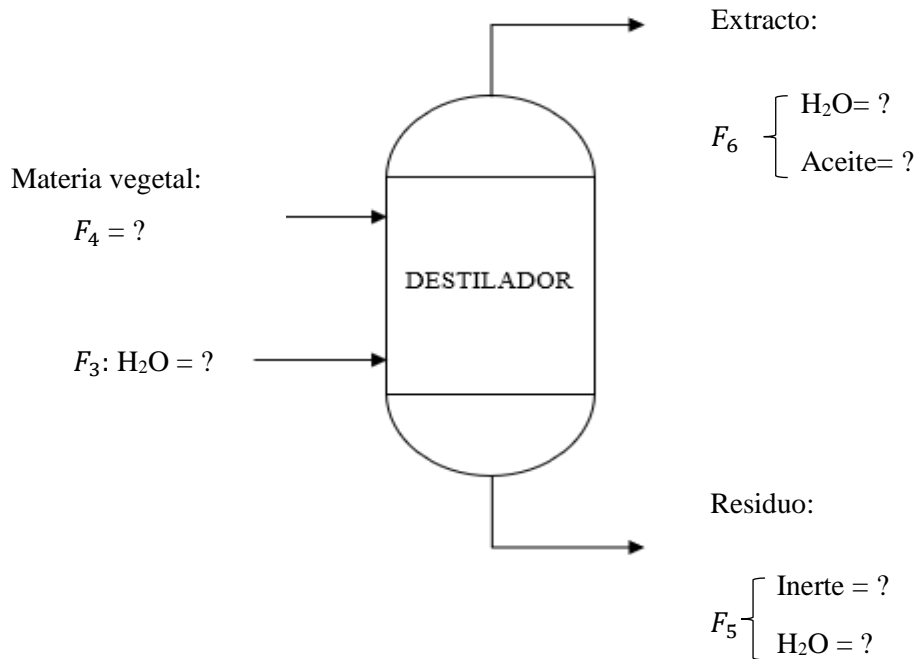 Extracto:
H₂O= ?
F₆
Aceite= ?
Materia vegetal:
F₄ = ?
DESTILADOR
F₃: H₂O = ?
Residuo:
Inerte = ?
F₅
H₂O = ?